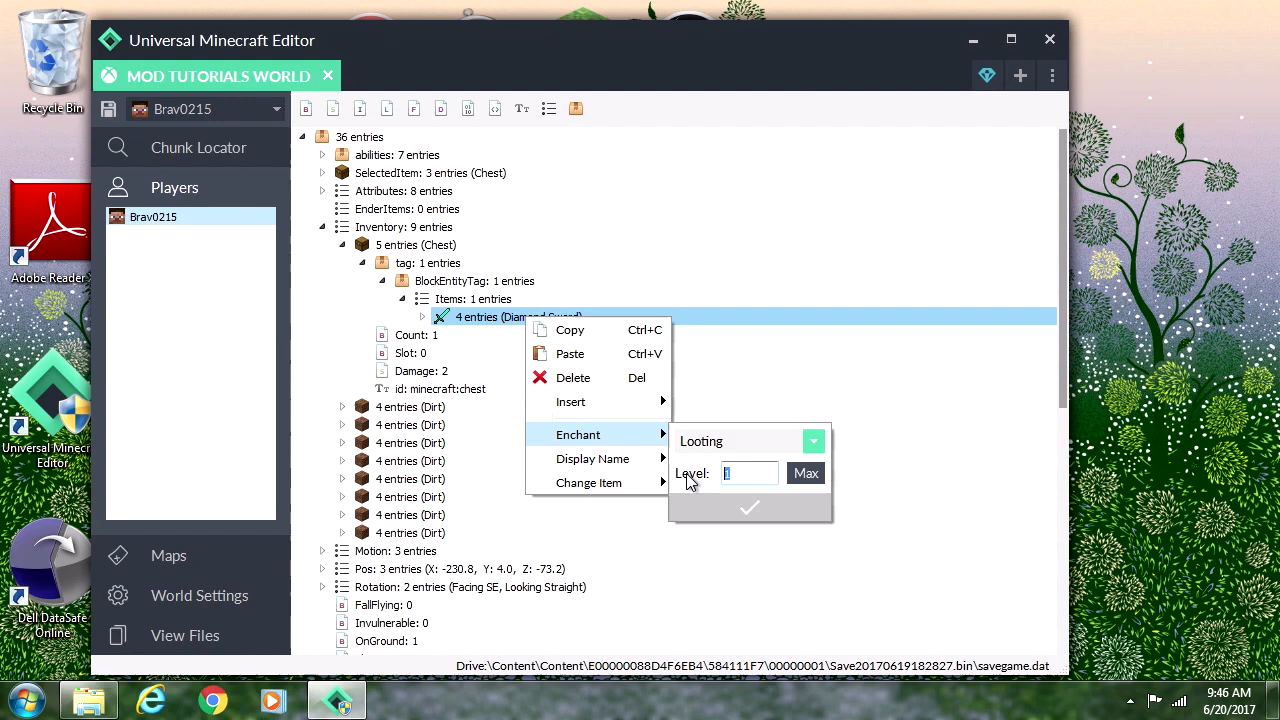 Recycle Bin
Adobe Reader
Universal Minecr
Editor
Dell DataSafe
Online
Universal Minecraft Editor
MOD TUTORIALS WORLD
Brav0215
Chunk Locator
Players
Brav0215
Maps
World Settings
View Files
36 entries
abilities: 7 entries
SelectedItem: 3 entries (Chest)
Attributes: 8 entries
EnderItems: 0 entries
Inventory: 9 entries
5 entries (Chest)
tag: 1 entries
BlockEntityTag: 1 entries
Items: 1 entries
4 entries (Diamond Sword)
B Count: 1
B Slot: 0
S Damage: 2
TT id: minecraft:chest
4 entries (Dirt)
4 entries (Dirt)
4 entries (Dirt)
4 entries (Dirt)
4 entries (Dirt)
4 entries (Dirt)
4 entries (Dirt)
4 entries (Dirt)
Motion: 3 entries
Pos: 3 entries (X: -230.8, Y: 4.0, Z: -73.2)
Rotation: 2 entries (Facing SE, Looking Straight)
B FallFlying: 0
B Invulnerable: 0
B OnGround: 1
Copy Ctrl+C
Paste Ctrl+V
Delete Del
Insert
Enchant
Display Name
Change Item
Looting
Level: 1 Max
Drive:\Content\Content\E00000088D4F6EB4\584111F7\00000001\Save20170619182827.bin\savegame.dat
9:46 AM
6/20/2017